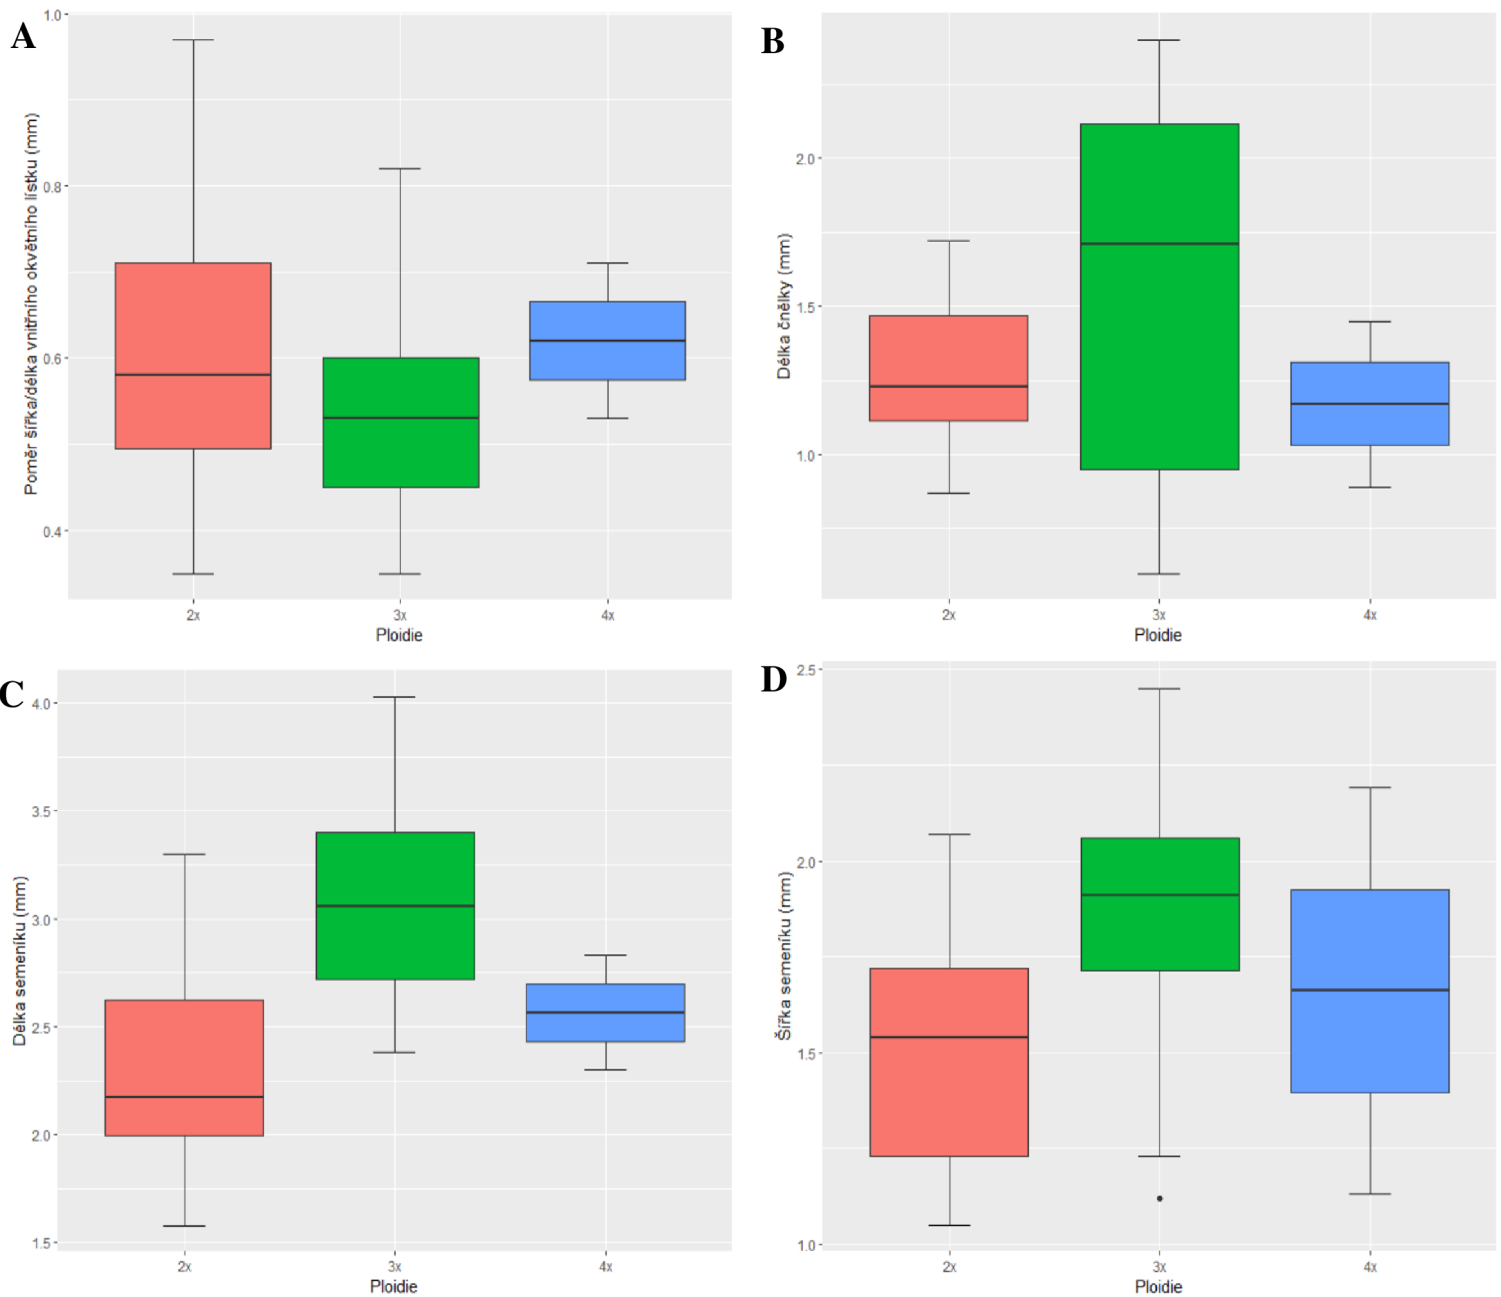 A
Poměr šířka/délka vnitřního okvětního lístku (mm)
1.0
0.8
0.6
0.4
2x 3x 4x
Ploidie
B
Délka čnělky (mm)
2.0
1.5
1.0
2x 3x 4x
Ploidie
C
Délka semeníku (mm)
4.0
3.5
3.0
2.5
2.0
1.5
2x 3x 4x
Ploidie
D
Šířka semeníku (mm)
2.5
2.0
1.5
1.0
2x 3x 4x
Ploidie